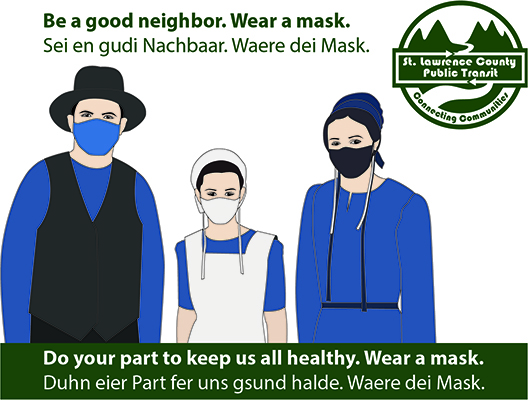 Be a good neighbor. Wear a mask.
Sei en gudi Nachbaar. Waere dei Mask.
St. Lawrence County
Public Transit
Connecting Communities
Do your part to keep us all healthy. Wear a mask.
Duhn eier Part fer uns gsund halde. Waere dei Mask.